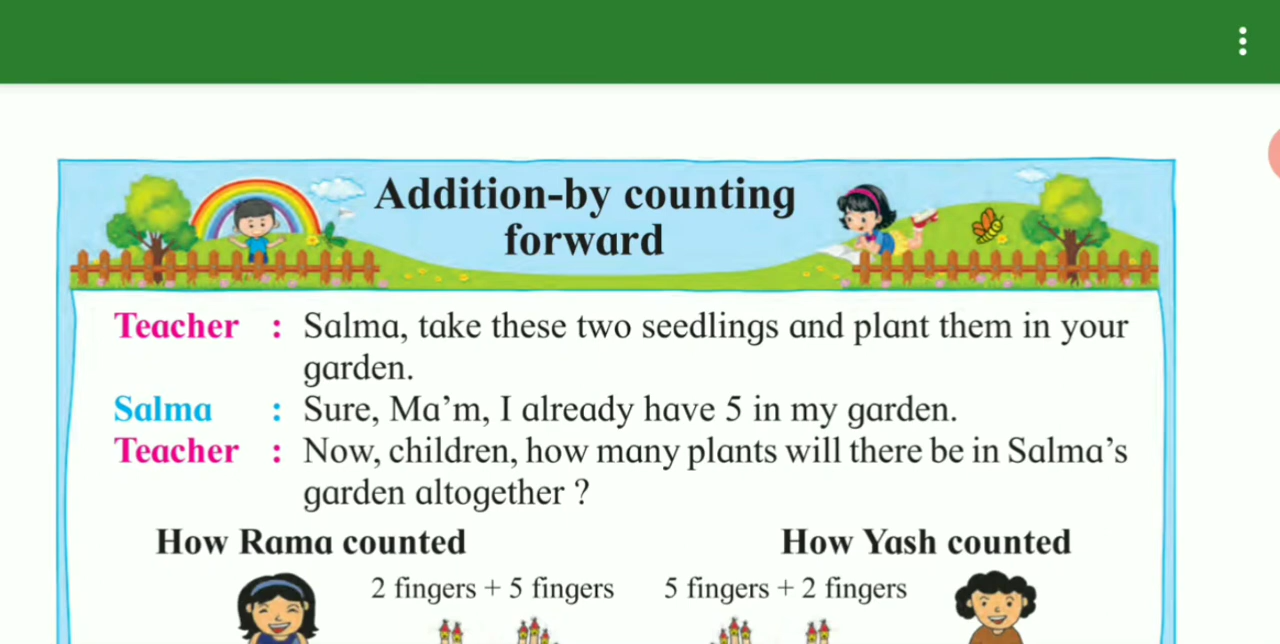 Addition-by counting
forward
Teacher : Salma, take these two seedlings and plant them in your
garden.
Salma : Sure, Ma’m, I already have 5 in my garden.
Teacher : Now, children, how many plants will there be in Salma’s
garden altogether ?
How Rama counted How Yash counted
2 fingers + 5 fingers 5 fingers + 2 fingers